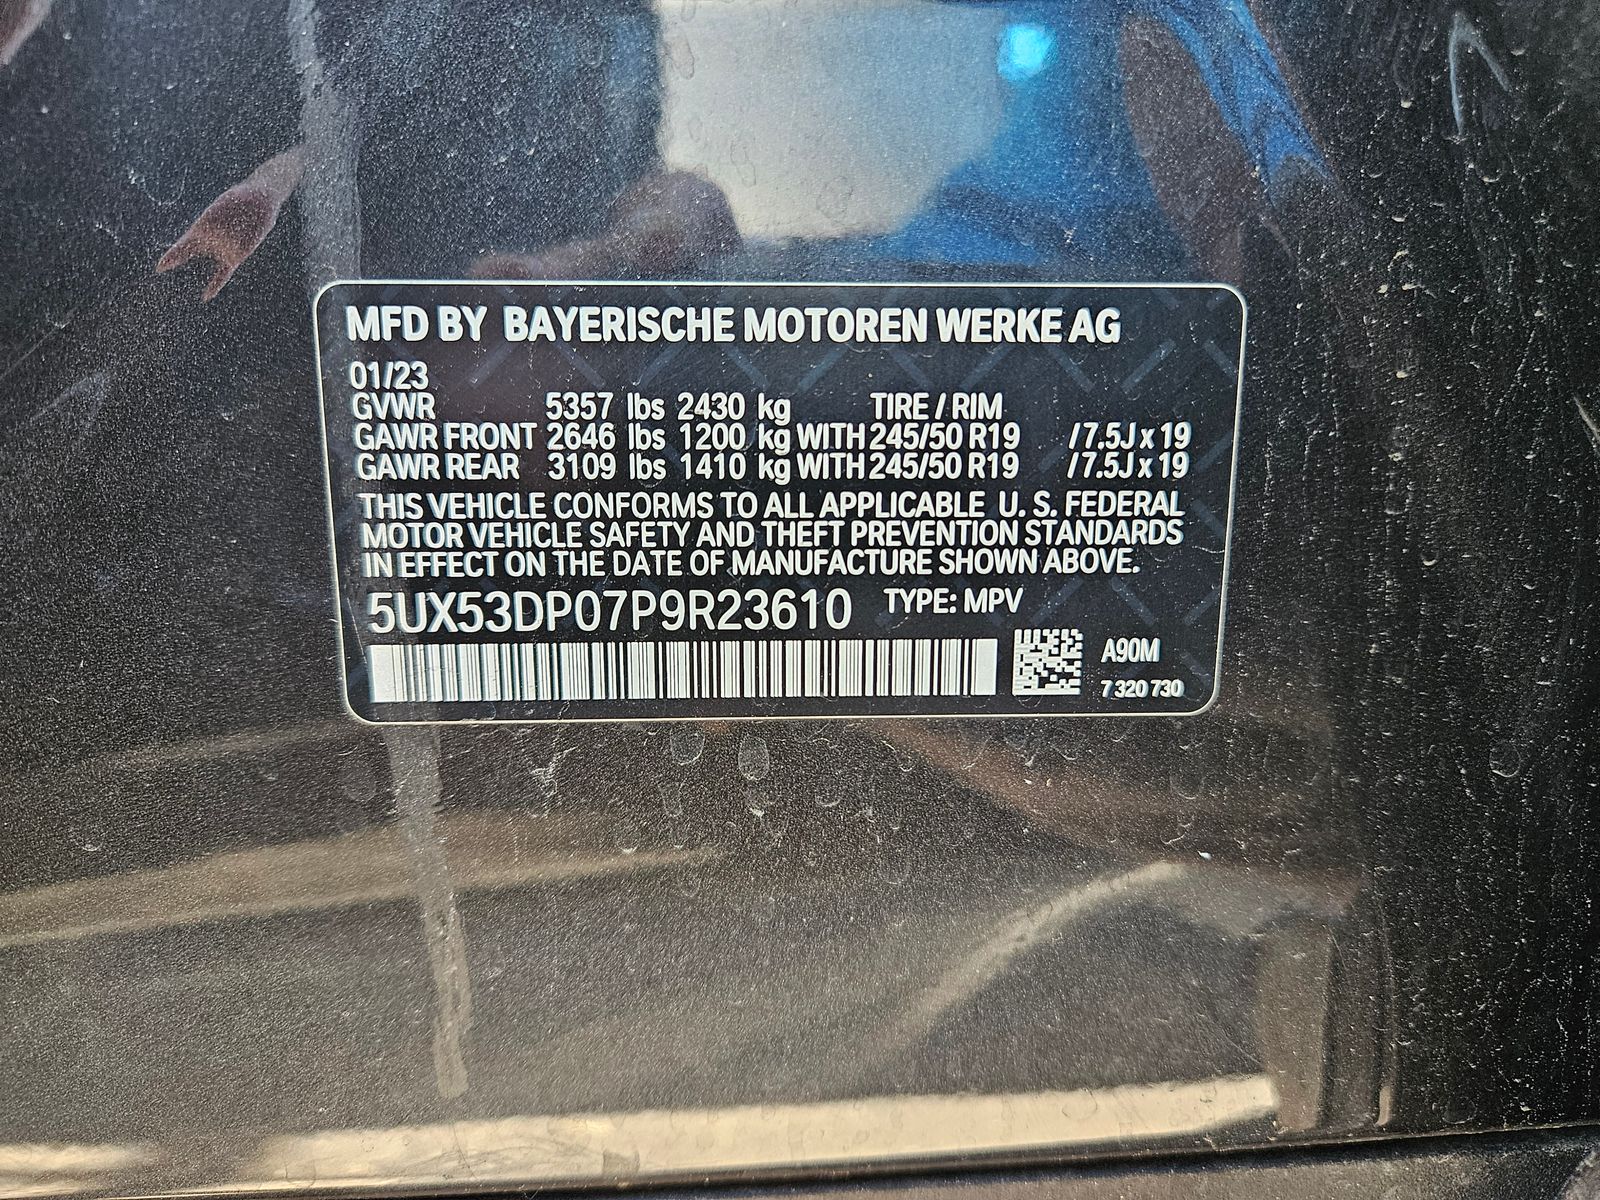 MFD BY BAYERISCHE MOTOREN WERKE AG
01/23
GVWR 5357 lbs 2430 kg TIRE / RIM
GAWR FRONT 2646 lbs 1200 kg WITH 245/50 R19 / 7.5J x 19
GAWR REAR 3109 lbs 1410 kg WITH 245/50 R19 / 7.5J x 19
THIS VEHICLE CONFORMS TO ALL APPLICABLE U. S. FEDERAL
MOTOR VEHICLE SAFETY AND THEFT PREVENTION STANDARDS
IN EFFECT ON THE DATE OF MANUFACTURE SHOWN ABOVE.
5UX53DP07P9R23610 TYPE: MPV
A90M
7 320 730